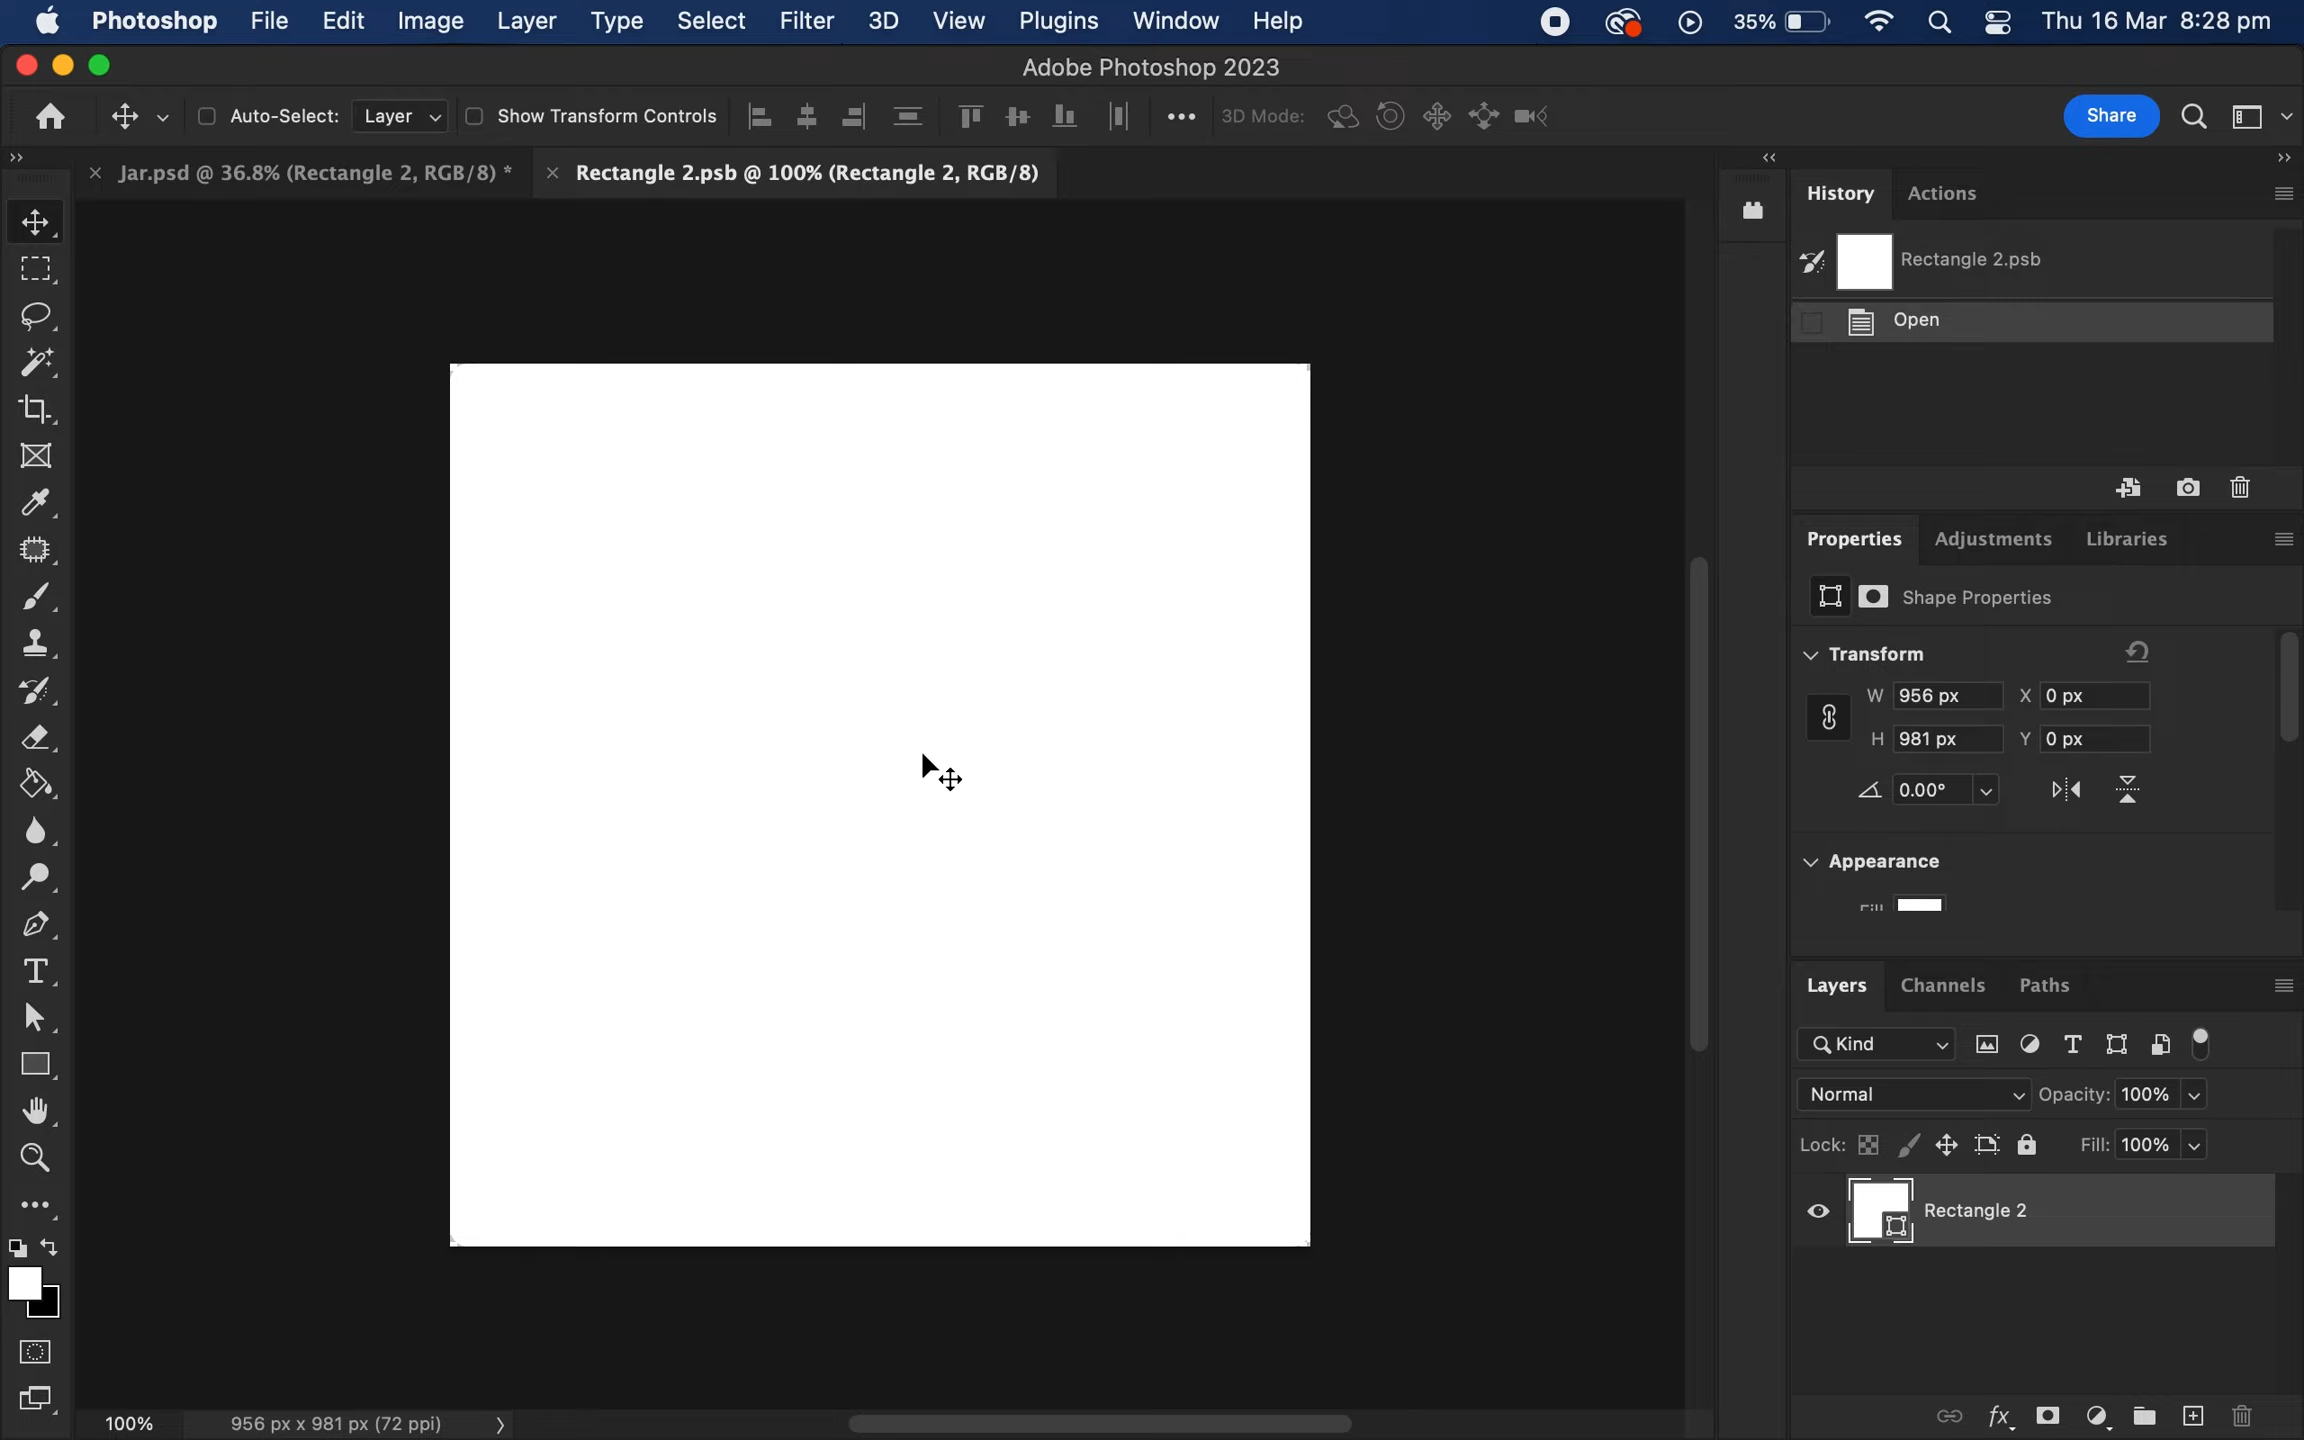 Photoshop File Edit Image Layer Type Select Filter 3D View Plugins Window Help 35% Thu 16 Mar 8:28 pm
Adobe Photoshop 2023
Auto-Select: Layer Show Transform Controls 3D Mode: Share
Jar.psd @ 36.8% (Rectangle 2, RGB/8) * Rectangle 2.psb @ 100% (Rectangle 2, RGB/8)
History Actions
Rectangle 2.psb
Open
Properties Adjustments Libraries
Shape Properties
Transform
W 956 px X 0 px
H 981 px Y 0 px
0.00°
Appearance
Fill
Layers Channels Paths
Kind
Normal Opacity: 100%
Lock: Fill: 100%
Rectangle 2
fx
100% 956 px x 981 px (72 ppi)